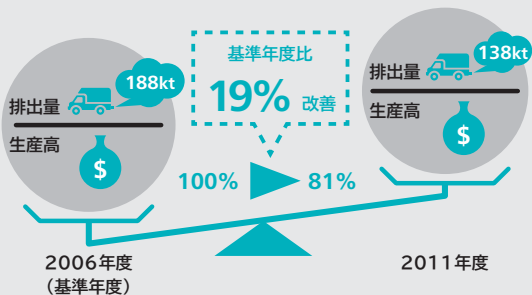 188kt
排出量
生産高
$
基準年度比
19% 改善
100%
81%
138kt
排出量
生産高
$
2006年度
（基準年度）
2011年度